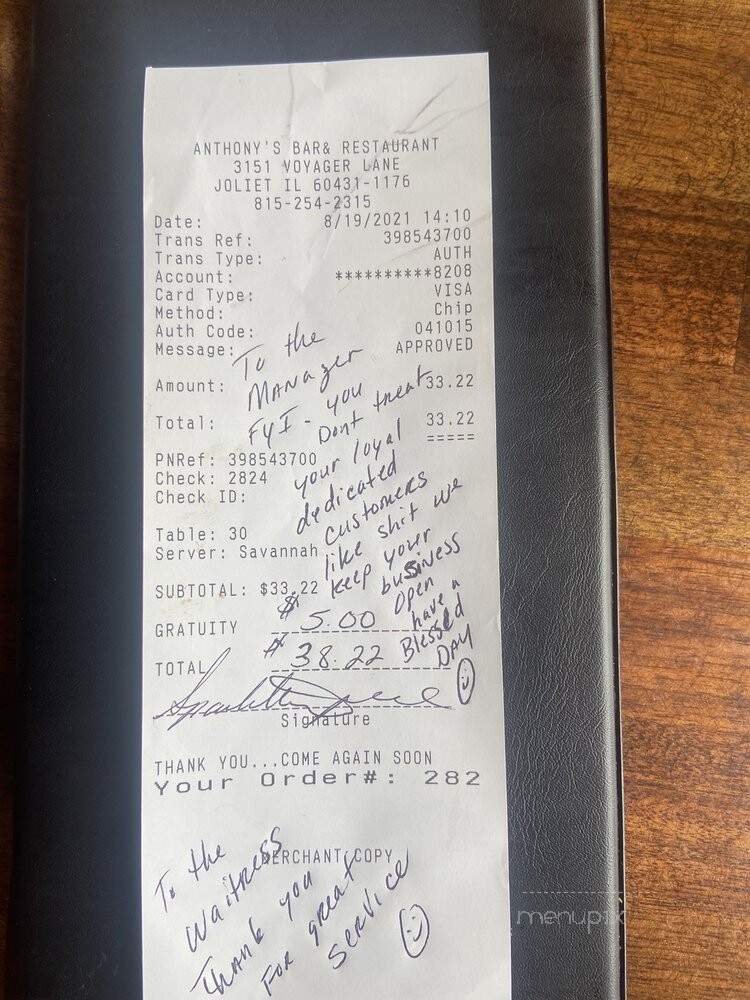 ANTHONY'S BAR& RESTAURANT
3151 VOYAGER LANE
JOLIET IL 60431-1176
815-254-2315
Date: 8/19/2021 14:10
Trans Ref: 398543700
Trans Type: AUTH
Account: **********8208
Card Type: VISA
Method: Chip
Auth Code: 041015
Message: APPROVED
Amount: 33.22
Total: 33.22
=====
PNRef: 398543700
Check: 2824
Check ID:
Table: 30
Server: Savannah
SUBTOTAL: $33.22
GRATUITY $ 5.00
TOTAL $ 38.22
Signature
To the
MANAger
FYI - you
Dont treat
your loyal
dedicated
customers
like shit we
keep your
business
Open
have a
Blessed
DAY
THANK YOU...COME AGAIN SOON
Your Order#: 282
MERCHANT COPY
To the
Waitress
Thank you
For great
service
menupix